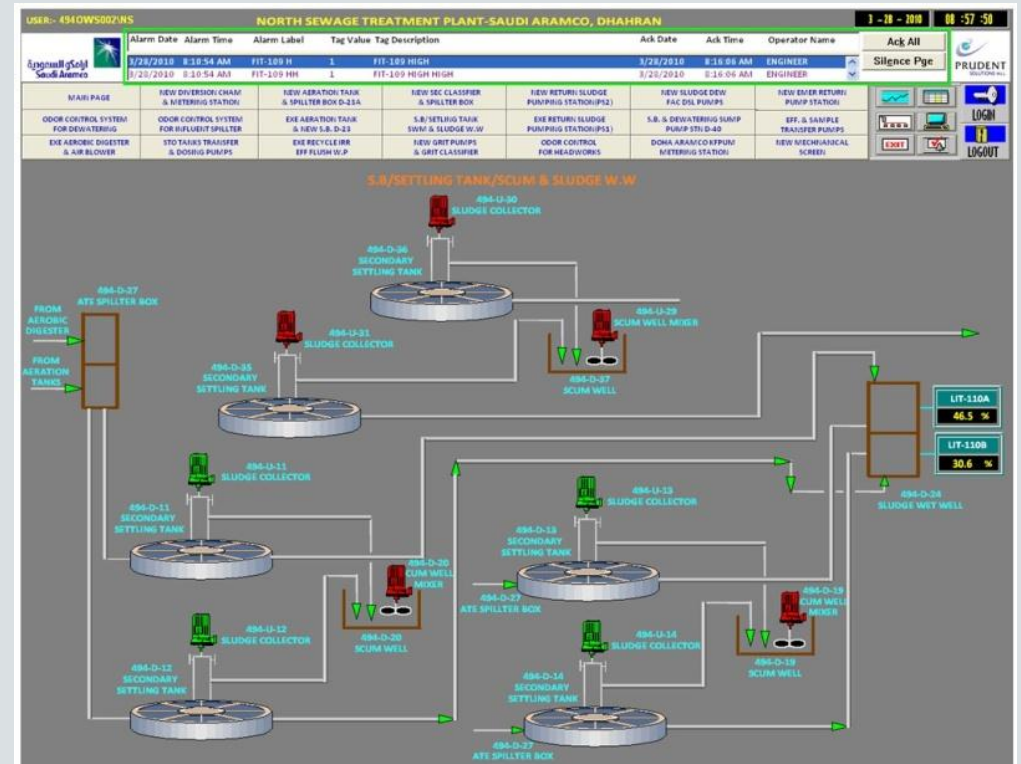 USER:- 494OWS002\NS
NORTH SEWAGE TREATMENT PLANT-SAUDI ARAMCO, DHAHRAN
3 -28 - 2010
08 :57 :50
أرامكو السعودية
Saudi Aramco
Alarm Date Alarm Time Alarm Label Tag Value Tag Description Ack Date Ack Time Operator Name
3/28/2010 8:10:54 AM FIT-109 H 1 FIT-109 HIGH 3/28/2010 8:16:06 AM ENGINEER
3/28/2010 8:10:54 AM FIT-109 HH 1 FIT-109 HIGH HIGH 3/28/2010 8:16:06 AM ENGINEER
Ack All
Silence Pge
PRUDENT
SOLUTIONS ALL
MAIN PAGE
NEW DIVERSION CHAM
& METERING STATION
NEW AERATION TANK
& SPILLTER BOX D-23A
NEW SEC CLASSIFIER
& SPILLTER BOX
NEW RETURN SLUDGE
PUMPING STATION(PS2)
NEW SLUDGE DEW
FAC DSL PUMPS
NEW EMER RETURN
PUMP STATION
ODOR CONTROL SYSTEM
FOR DEWATERING
ODOR CONTROL SYSTEM
FOR INFLUENT SPILLTER
EXE AERATION TANK
& NEW S.B. D-23
S.B/SETLING TANK
SWM & SLUDGE W.W
EXE RETURN SLUDGE
PUMPING STATION(PS1)
S.B. & DEWATERING SUMP
PUMP STN D-40
EFF. & SAMPLE
TRANSFER PUMPS
EXE AEROBIC DIGESTER
& AIR BLOWER
STO TANKS TRANSFER
& DOSING PUMPS
EXE RECYCLE IRR
EFF FLUSH W.P
NEW GRIT PUMPS
& GRIT CLASSIFIER
ODOR CONTROL
FOR HEADWORKS
DOHA ARAMCO KFPUM
METERING STATION
NEW MECHNHANICAL
SCREEN
EXIT
LOGIN
LOGOUT
S.B/SETTLING TANK/SCUM & SLUDGE W.W
494-U-30
SLUDGE COLLECTOR
494-D-36
SECONDARY
SETTLING TANK
494-D-27
ATE SPILLTER BOX
FROM
AEROBIC
DIGESTER
FROM
AERATION
TANKS
494-U-31
SLUDGE COLLECTOR
494-D-35
SECONDARY
SETTLING TANK
494-U-29
SCUM WELL MIXER
494-D-37
SCUM WELL
LIT-110A
46.5 %
LIT-110B
30.6 %
494-D-24
SLUDGE WET WELL
494-U-11
SLUDGE COLLECTOR
494-D-11
SECONDARY
SETTLING TANK
494-U-13
SLUDGE COLLECTOR
494-D-13
SECONDARY
SETTLING TANK
494-D-20
CUM WELL
MIXER
494-D-20
SCUM WELL
494-D-27
ATE SPILLTER BOX
494-D-19
CUM WELL
MIXER
494-D-19
SCUM WELL
494-U-12
SLUDGE COLLECTOR
494-D-12
SECONDARY
SETTLING TANK
494-U-14
SLUDGE COLLECTOR
494-D-14
SECONDARY
SETTLING TANK
494-D-27
ATE SPILLTER BOX